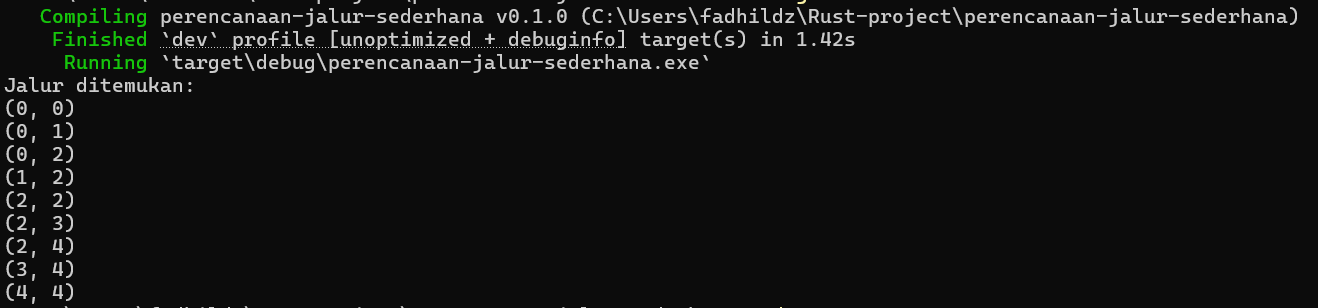 Compiling perencanaan-jalur-sederhana v0.1.0 (C:\Users\fadhildz\Rust-project\perencanaan-jalur-sederhana)
Finished `dev` profile [unoptimized + debuginfo] target(s) in 1.42s
Running `target\debug\perencanaan-jalur-sederhana.exe`
Jalur ditemukan:
(0, 0)
(0, 1)
(0, 2)
(1, 2)
(2, 2)
(2, 3)
(2, 4)
(3, 4)
(4, 4)